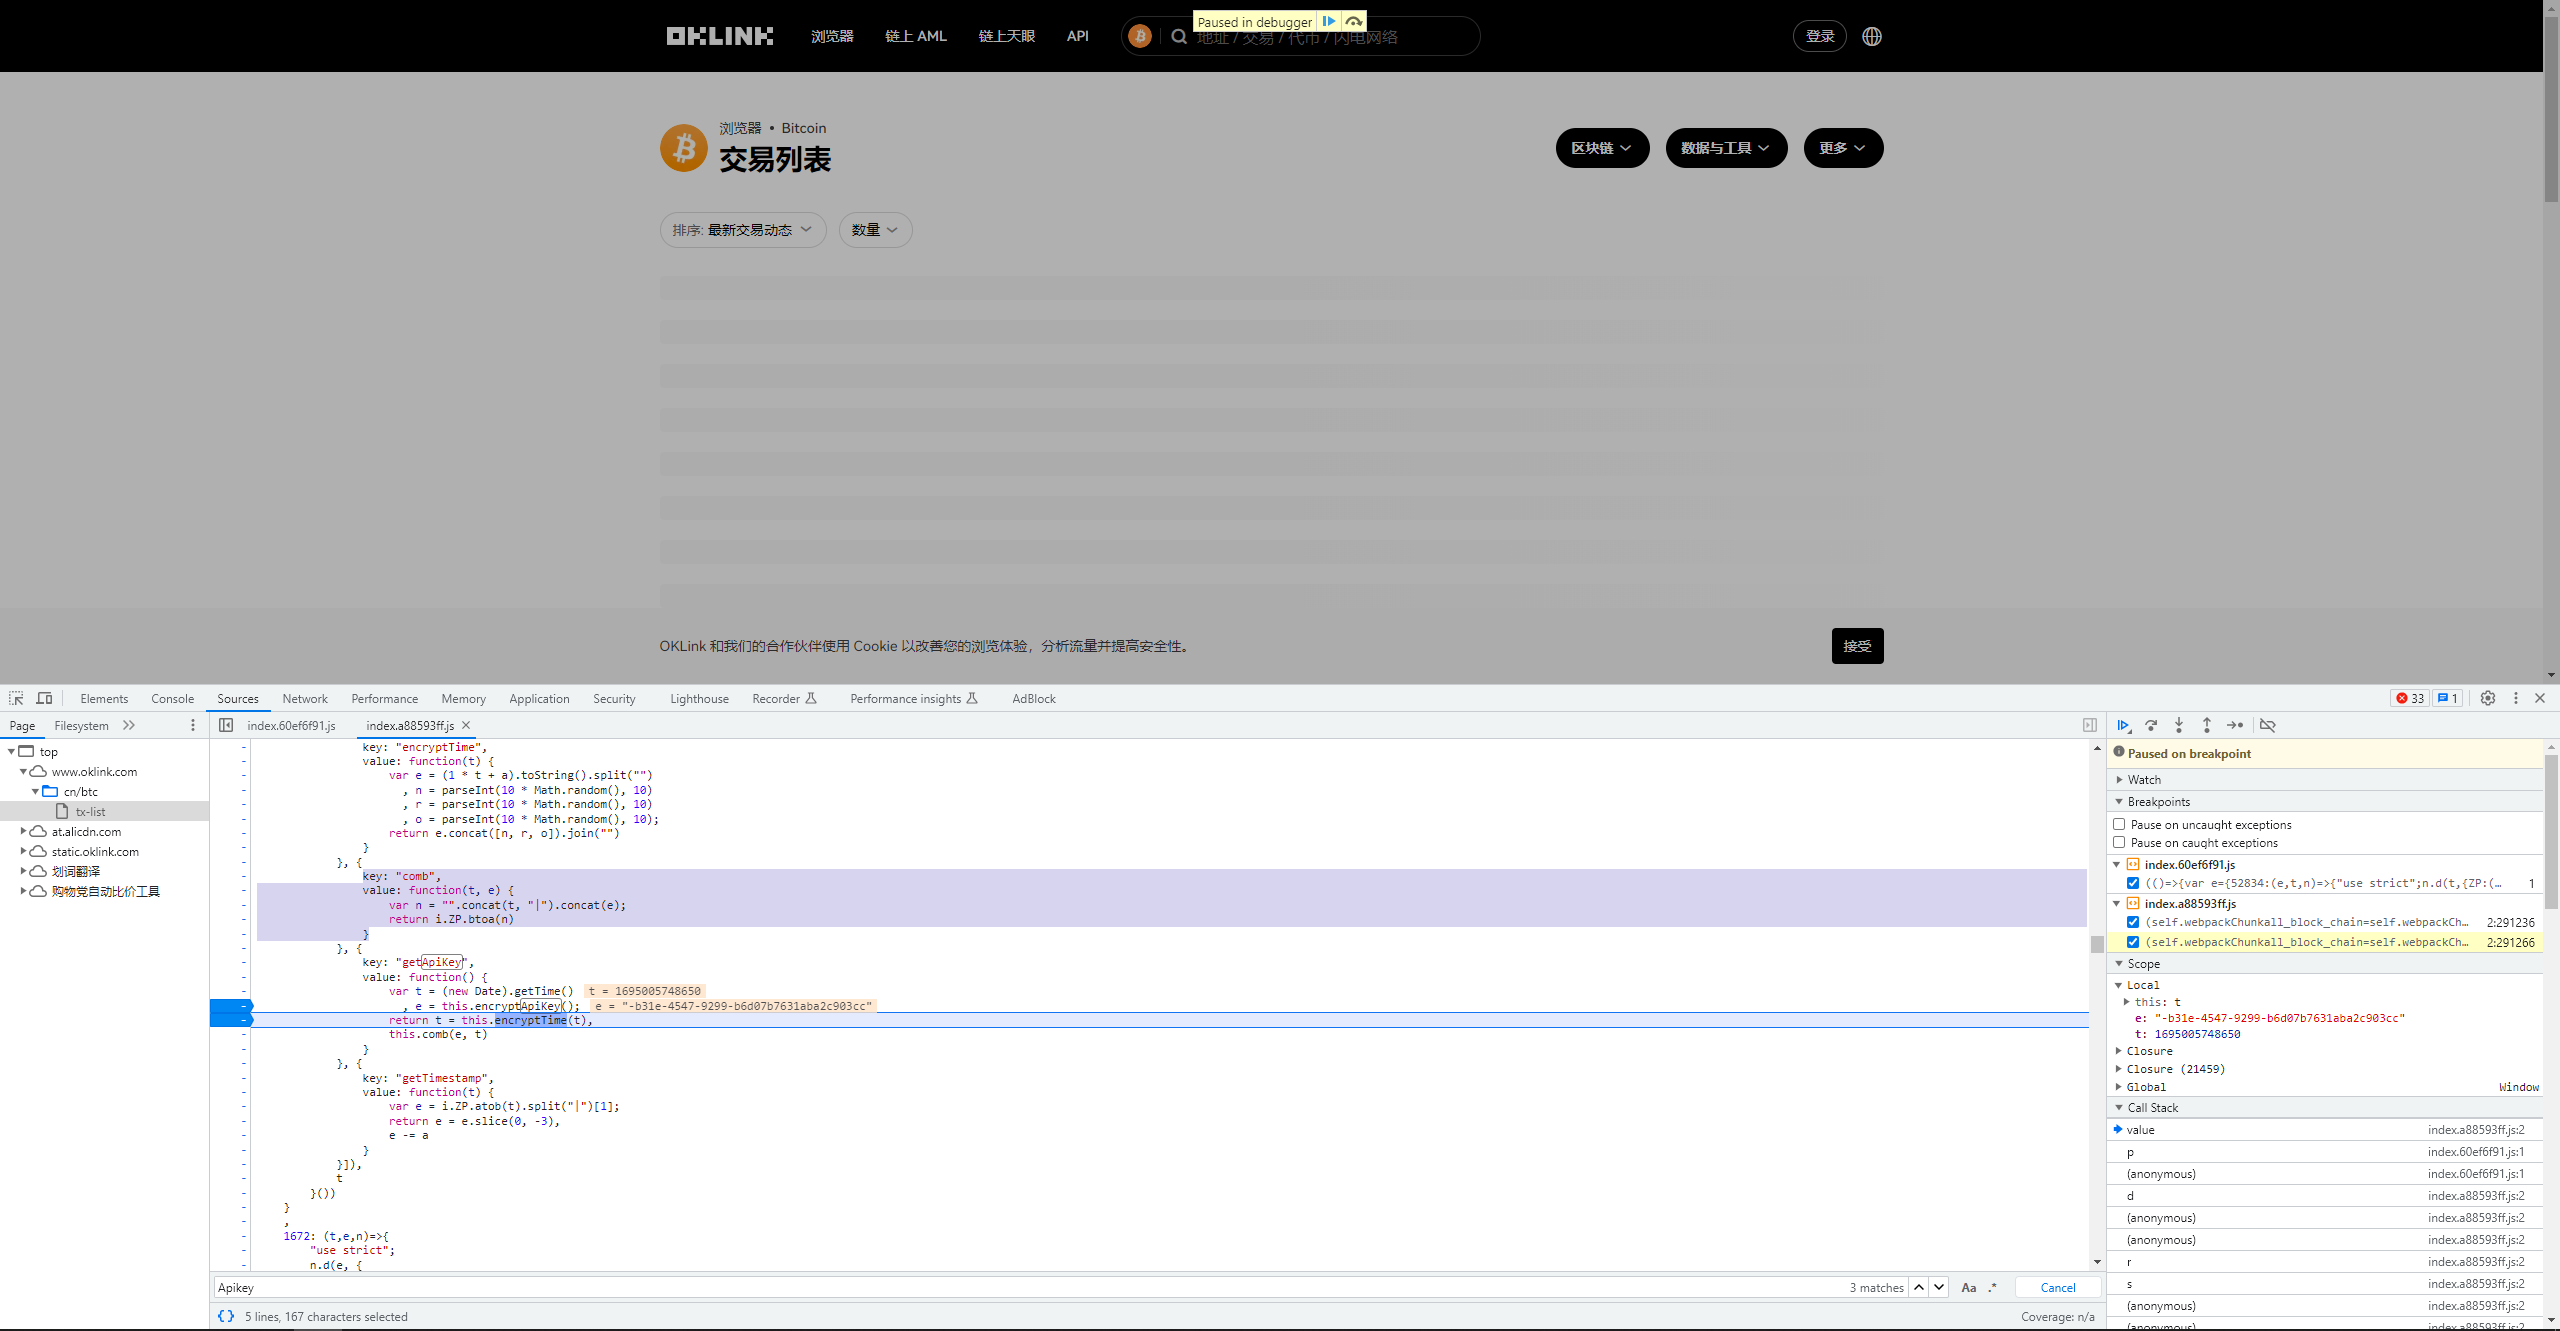 OKLINK 浏览器 链上 AML 链上天眼 API 地址 / 交易 / 代币 / 闪电网络 登录
Paused in debugger
浏览器 • Bitcoin
交易列表
区块链 数据与工具 更多
排序: 最新交易动态 数量
OKLink 和我们的合作伙伴使用 Cookie 以改善您的浏览体验，分析流量并提高安全性。 接受
Elements Console Sources Network Performance Memory Application Security Lighthouse Recorder Performance insights AdBlock 33 1
Page Filesystem
index.60ef6f91.js index.a88593ff.js
top
www.oklink.com
cn/btc
tx-list
at.alicdn.com
static.oklink.com
划词翻译
购物党自动比价工具
key: "encryptTime",
value: function(t) {
var e = (1 * t + a).toString().split("")
, n = parseInt(10 * Math.random(), 10)
, r = parseInt(10 * Math.random(), 10)
, o = parseInt(10 * Math.random(), 10);
return e.concat([n, r, o]).join("")
}
}, {
key: "comb",
value: function(t, e) {
var n = "".concat(t, "|").concat(e);
return i.ZP.btoa(n)
}
}, {
key: "getApiKey",
value: function() {
var t = (new Date).getTime() t = 1695005748650
, e = this.encryptApiKey(); e = "-b31e-4547-9299-b6d07b7631aba2c903cc"
return t = this.encryptTime(t),
this.comb(e, t)
}
}, {
key: "getTimestamp",
value: function(t) {
var e = i.ZP.atob(t).split("|")[1];
return e = e.slice(0, -3),
e -= a
}
}]),
t
}())
}
,
1672: (t,e,n)=>{
"use strict";
n.d(e, {
Apikey 3 matches Aa .* Cancel
{} 5 lines, 167 characters selected Coverage: n/a
Paused on breakpoint
Watch
Breakpoints
Pause on uncaught exceptions
Pause on caught exceptions
index.60ef6f91.js
(()=>{var e={52834:(e,t,n)=>{"use strict";n.d(t,{ZP:(… 1
index.a88593ff.js
(self.webpackChunkall_block_chain=self.webpackCh… 2:291236
(self.webpackChunkall_block_chain=self.webpackCh… 2:291266
Scope
Local
this: t
e: "-b31e-4547-9299-b6d07b7631aba2c903cc"
t: 1695005748650
Closure
Closure (21459)
Global Window
Call Stack
value index.a88593ff.js:2
p index.60ef6f91.js:1
(anonymous) index.60ef6f91.js:1
d index.a88593ff.js:2
(anonymous) index.a88593ff.js:2
(anonymous) index.a88593ff.js:2
r index.a88593ff.js:2
s index.a88593ff.js:2
(anonymous) index.a88593ff.js:2
(anonymous) index.a88593ff.js:2